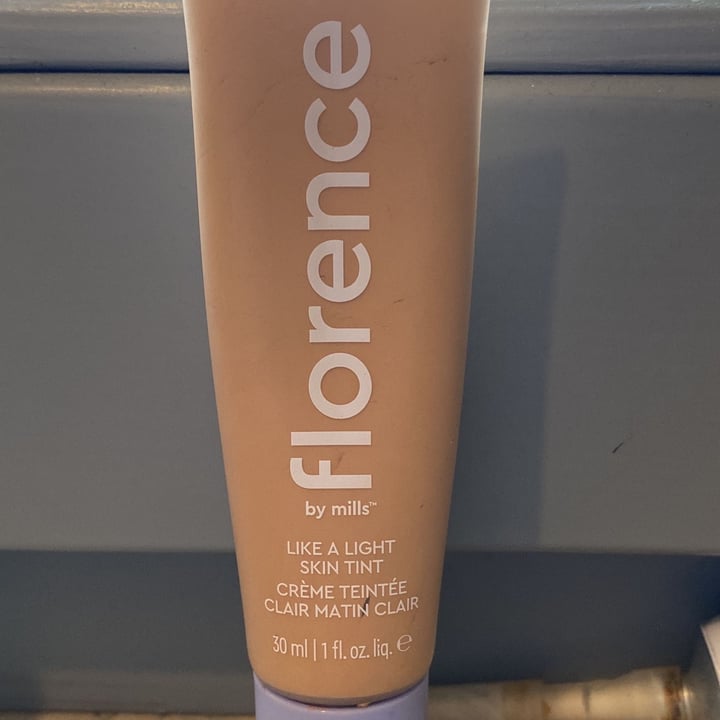 florence
by mills™
LIKE A LIGHT
SKIN TINT
CRÈME TEINTÉE
CLAIR MATIN CLAIR
30 ml | 1 fl. oz. liq. ℮